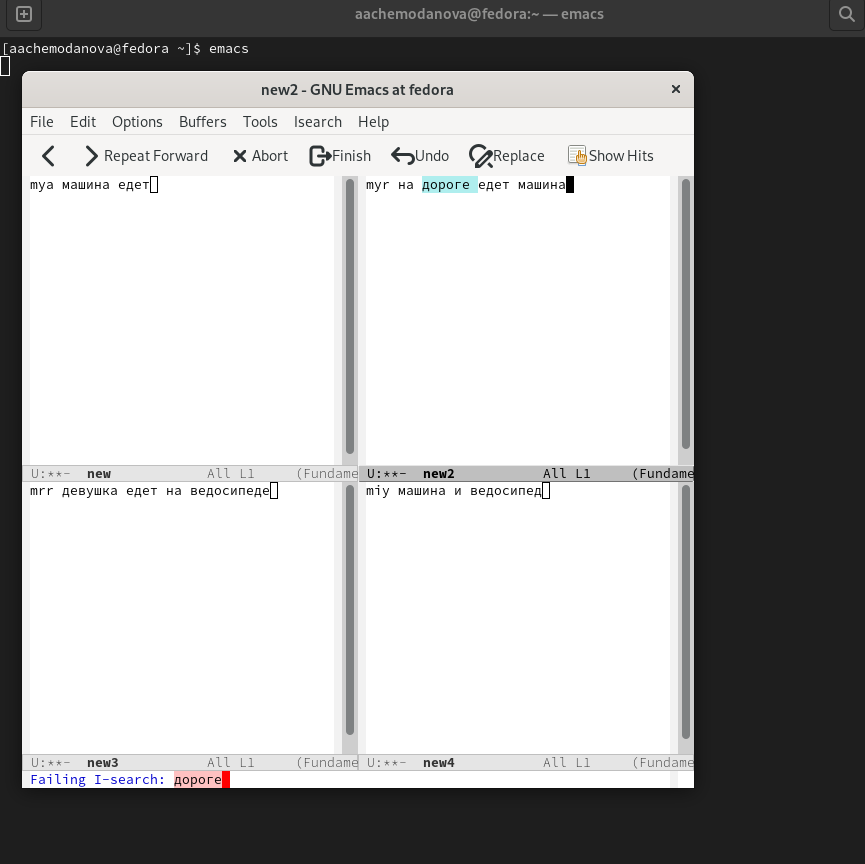 aachemodanova@fedora:~ — emacs
[aachemodanova@fedora ~]$ emacs
new2 - GNU Emacs at fedora
File Edit Options Buffers Tools Isearch Help
Repeat Forward Abort Finish Undo Replace Show Hits
mya машина едет
myr на дороге едет машина
U:**- new All L1 (Fundame
U:**- new2 All L1 (Fundame
mrr девушка едет на ведосипеде
miy машина и ведосипед
U:**- new3 All L1 (Fundame
U:**- new4 All L1 (Fundame
Failing I-search: дороге